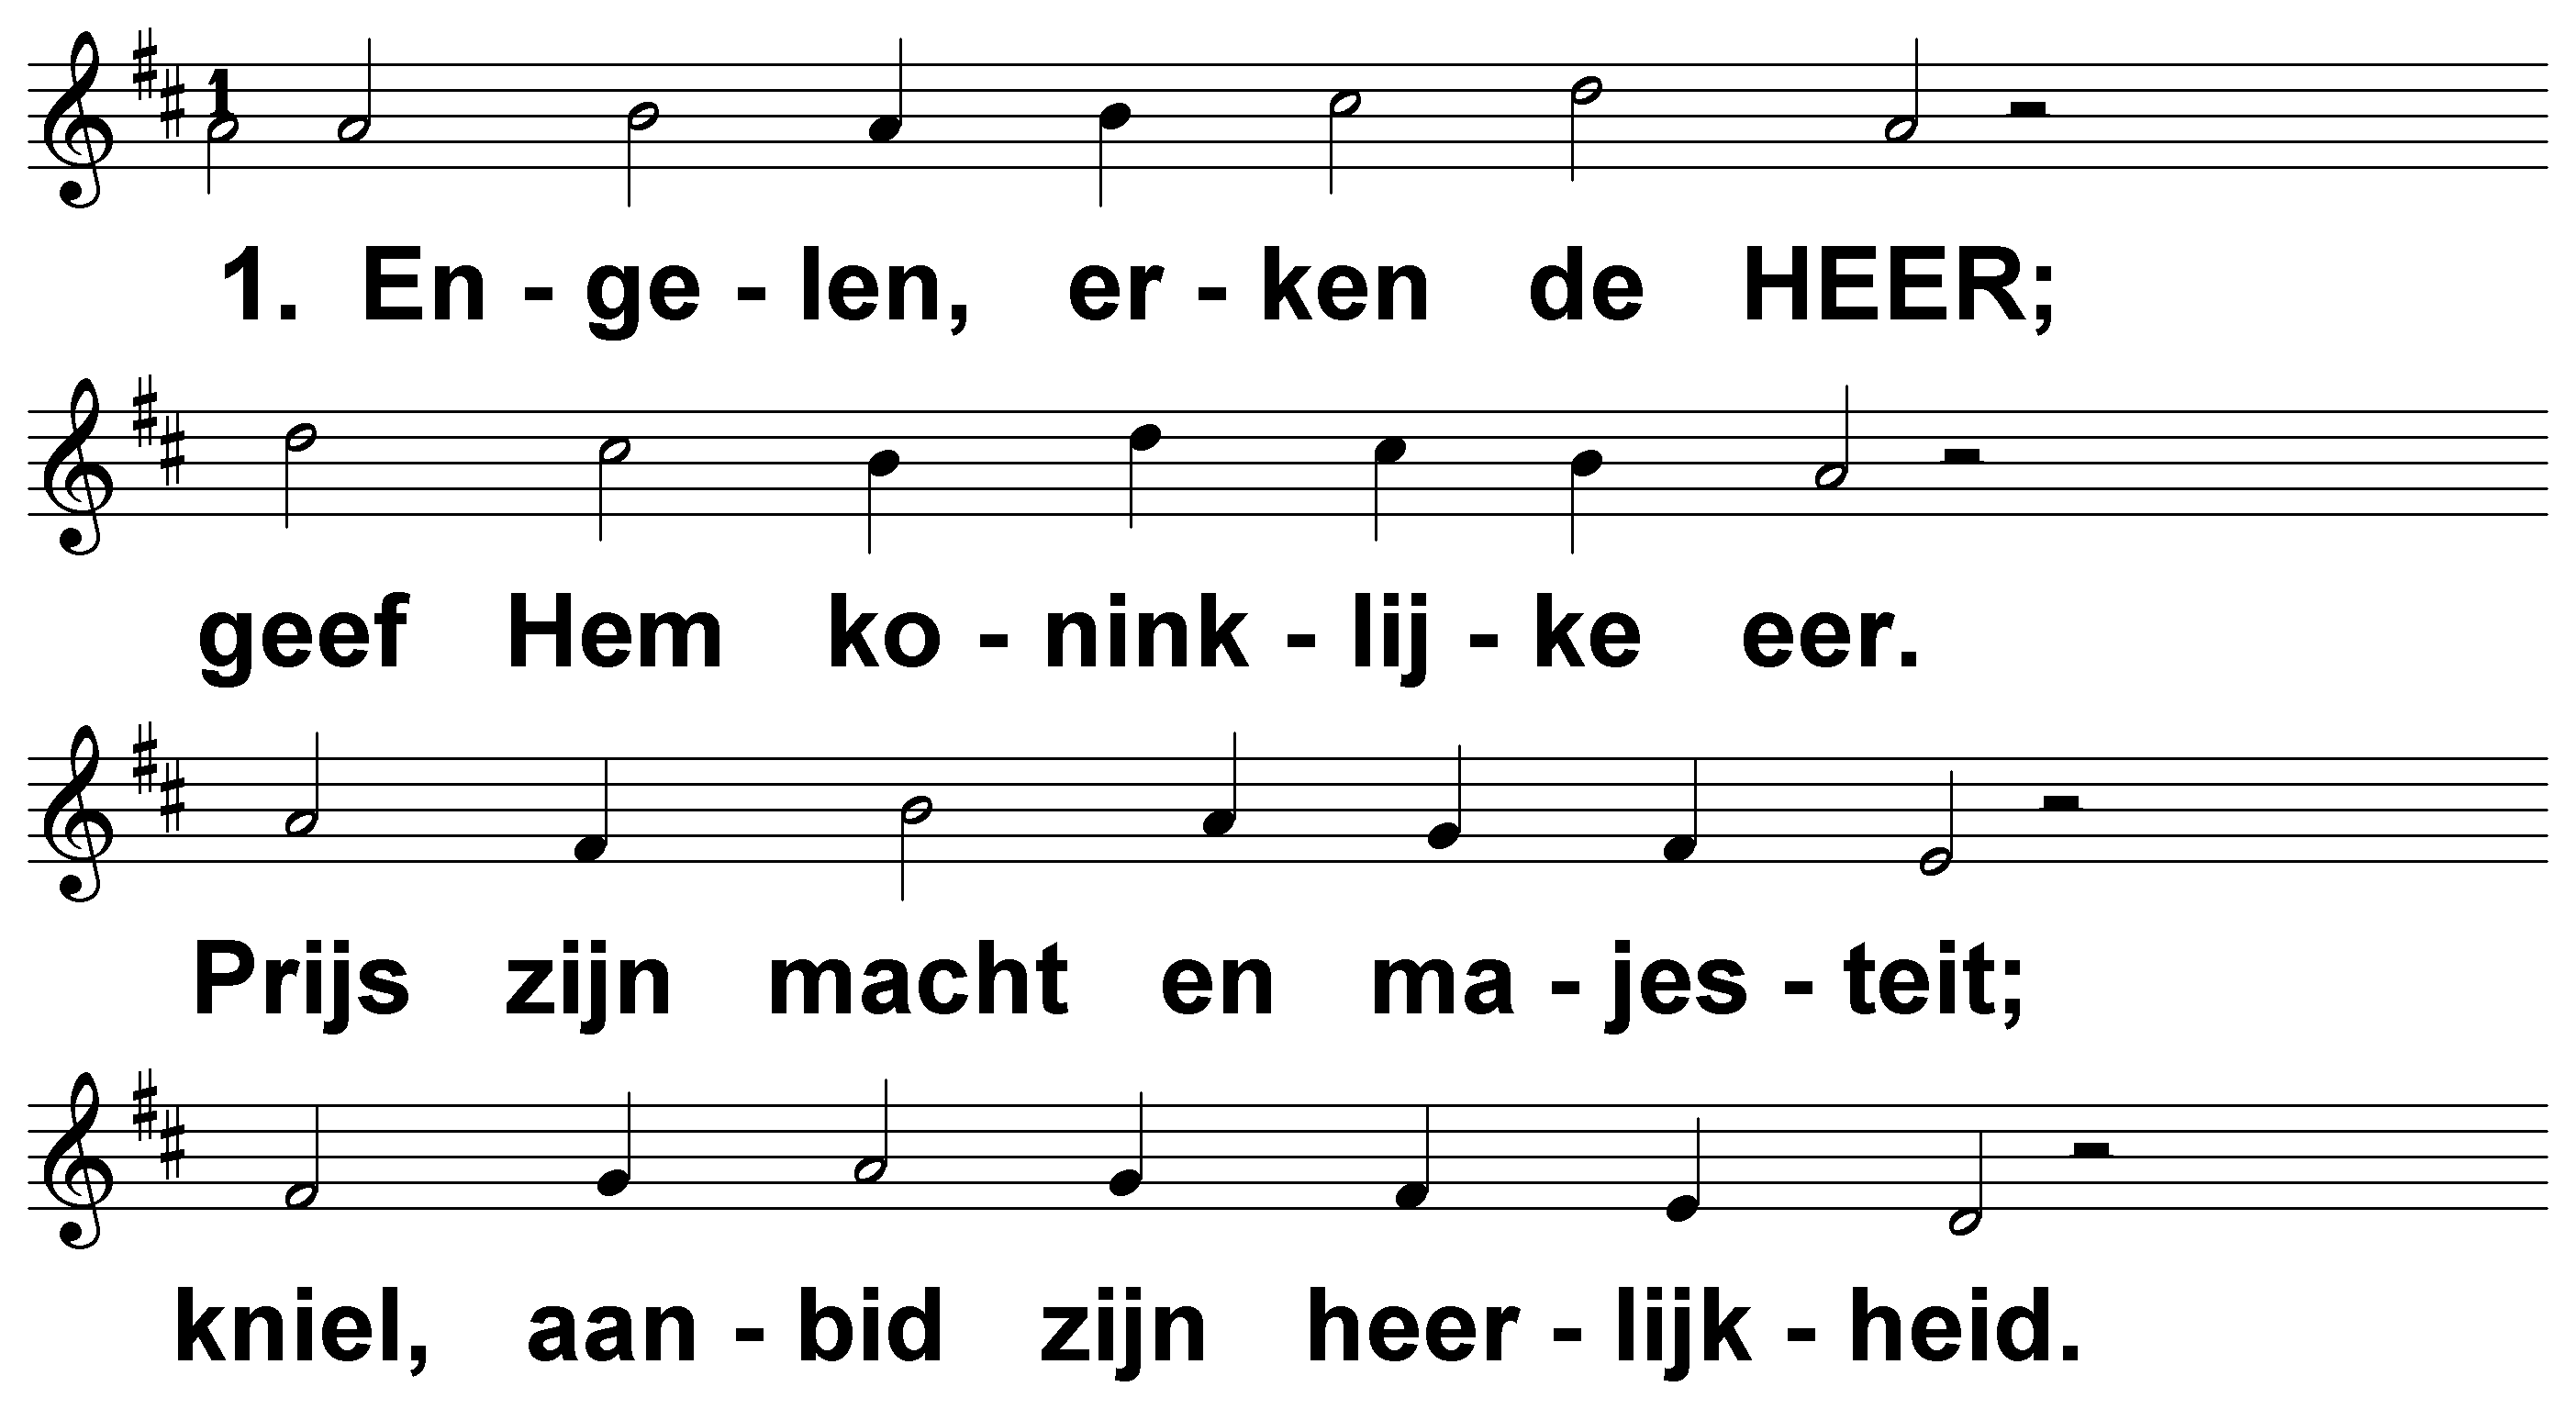 1
1. En - ge - len, er - ken de HEER;
geef Hem ko - nink - lij - ke eer.
Prijs zijn macht en ma - jes - teit;
kniel, aan - bid zijn heer - lijk - heid.